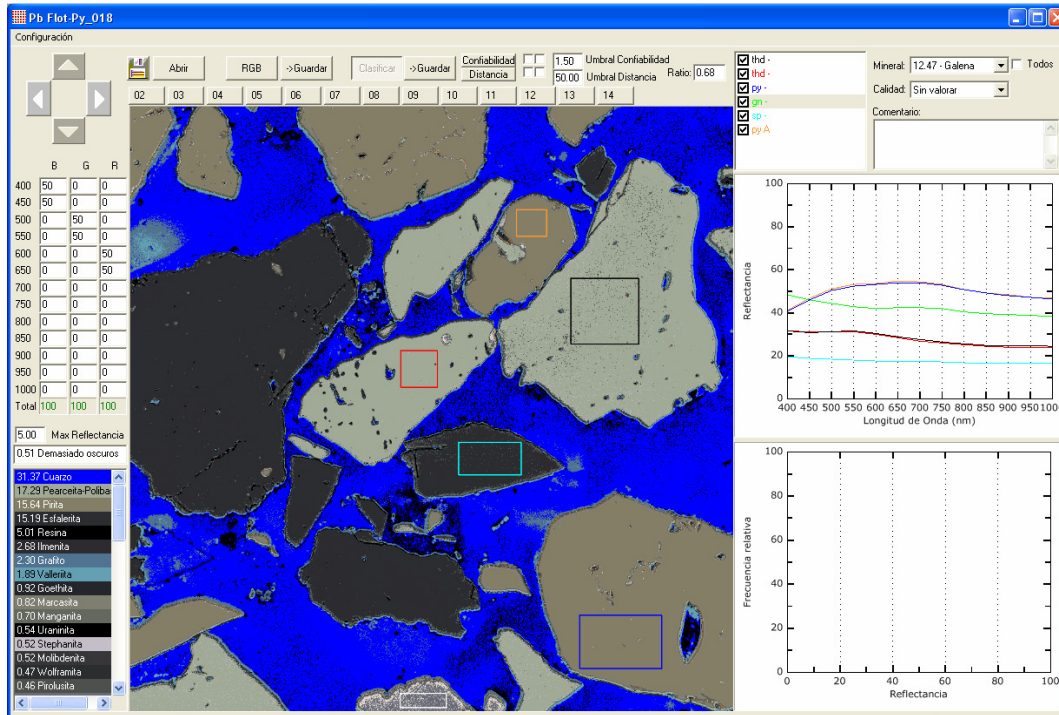 Pb Flot-Py_018
Configuración
Abrir
RGB
->Guardar
Clasificar
->Guardar
Confiabilidad
Distancia
1.50 Umbral Confiabilidad
50.00 Umbral Distancia
Ratio: 0.68
02 03 04 05 06 07 08 09 10 11 12 13 14
thd -
thd -
py -
gn -
sp -
py A
Mineral: 12.47 - Galena
Todos
Calidad: Sin valorar
Comentario:
B G R
400 50 0 0
450 50 0 0
500 0 50 0
550 0 50 0
600 0 0 50
650 0 0 50
700 0 0 0
750 0 0 0
800 0 0 0
850 0 0 0
900 0 0 0
950 0 0 0
1000 0 0 0
Total 100 100 100
5.00 Max Reflectancia
0.51 Demasiado oscuros
31.37 Cuarzo
17.29 Pearceita-Polibas
15.64 Pirita
15.19 Esfalerita
5.01 Resina
2.68 Ilmenita
2.30 Grafito
1.89 Valleriita
0.92 Goethita
0.82 Marcasita
0.70 Manganita
0.54 Uraninita
0.52 Stephanita
0.52 Molibdenita
0.47 Wolframita
0.46 Pirolusita
100
80
60
40
20
0
Reflectancia
400 450 500 550 600 650 700 750 800 850 900 950 1000
Longitud de Onda (nm)
100
80
60
40
20
0
Frecuencia relativa
0 20 40 60 80 100
Reflectancia